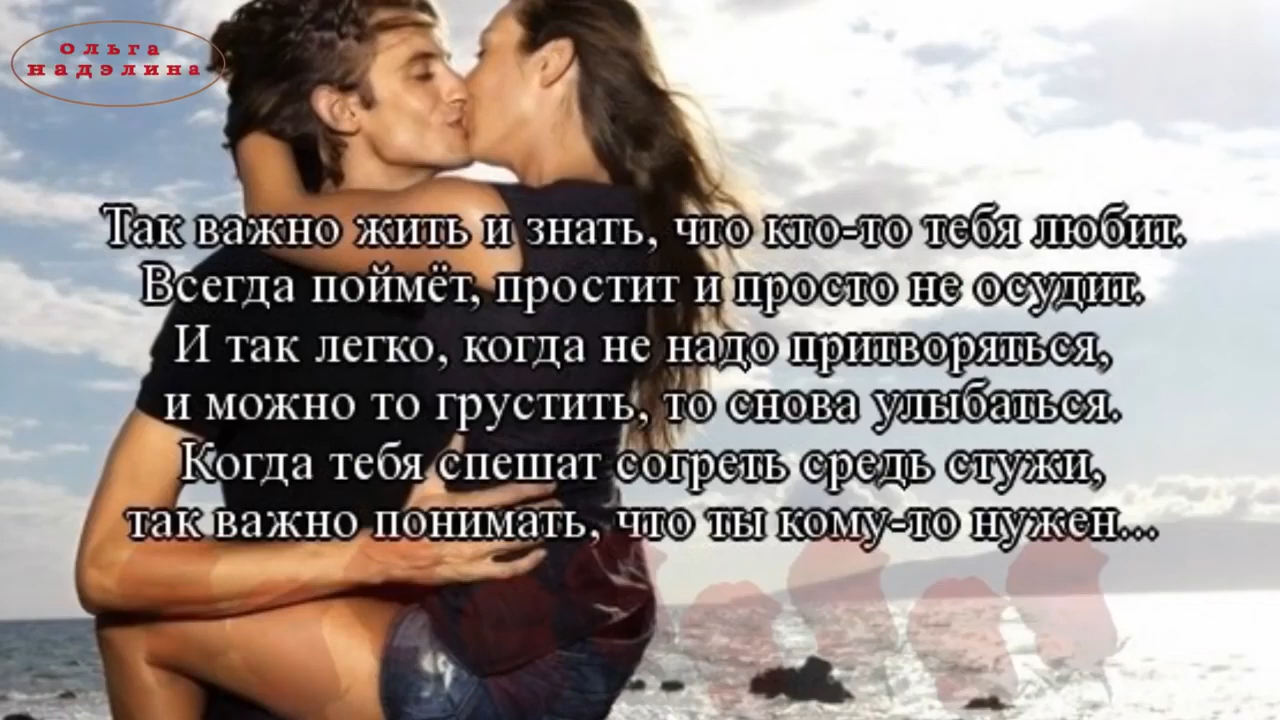 ольга
надэлина
Так важно жить и знать, что кто-то тебя любит.
Всегда поймёт, простит и просто не осудит.
И так легко, когда не надо притворяться,
и можно то грустить, то снова улыбаться.
Когда тебя спешат согреть средь стужи,
так важно понимать, что ты кому-то нужен...